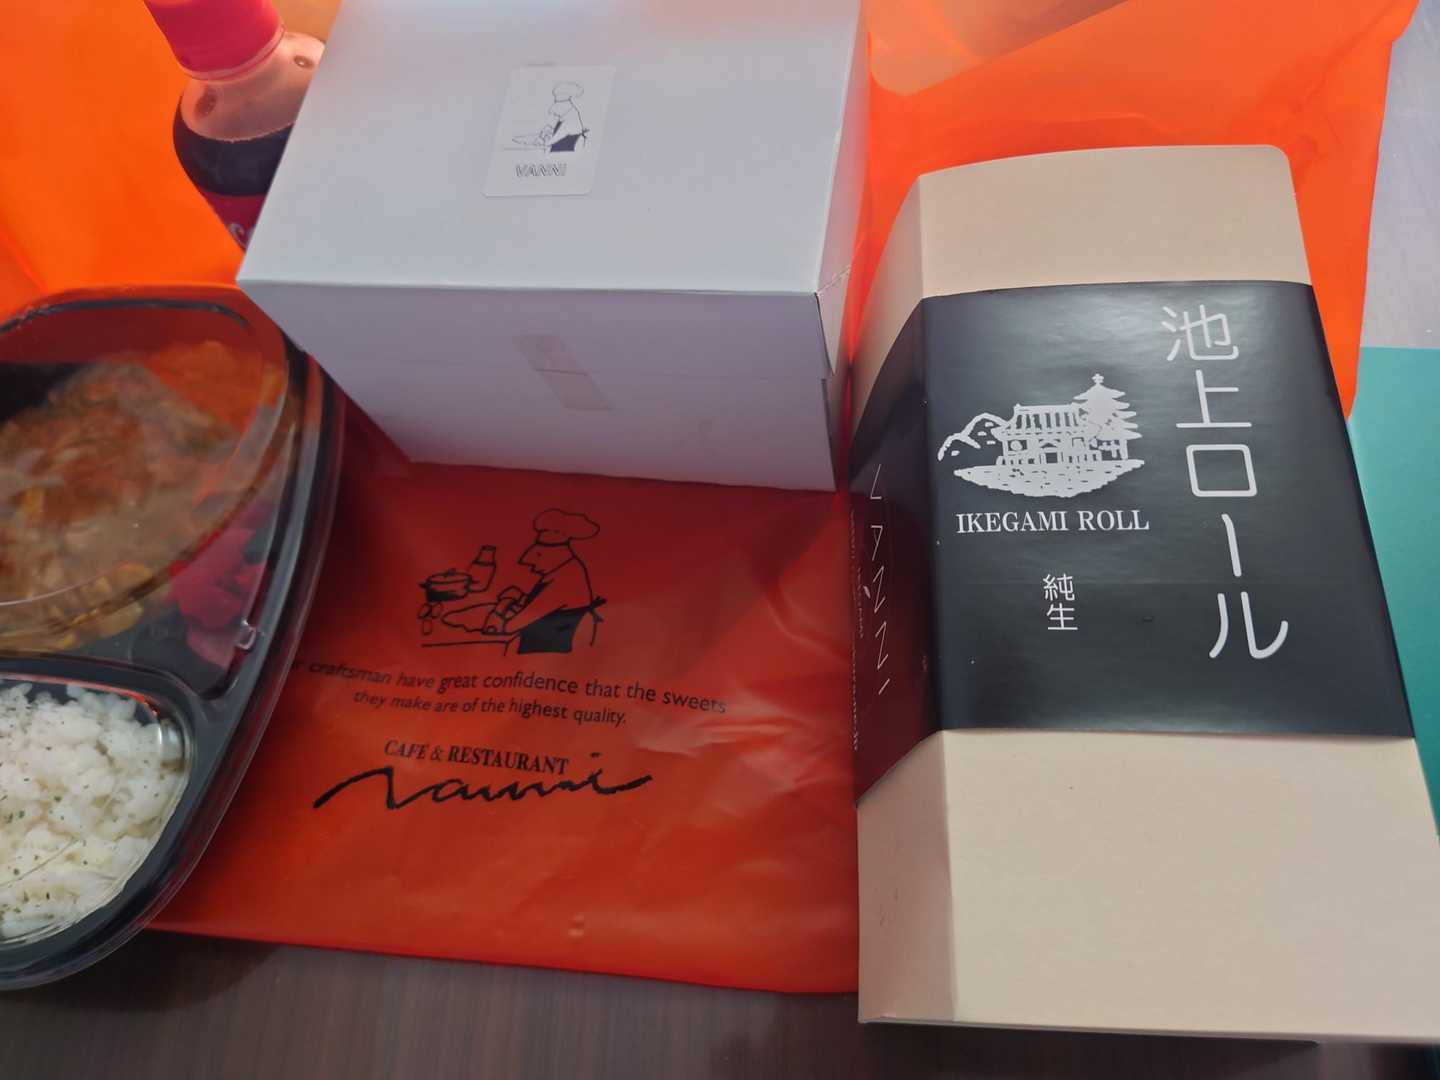 VANNI
池上ロール
IKEGAMI ROLL
純生
VANNI
craftsman have great confidence that the sweets
they make are of the highest quality.
CAFÉ & RESTAURANT
Vanni